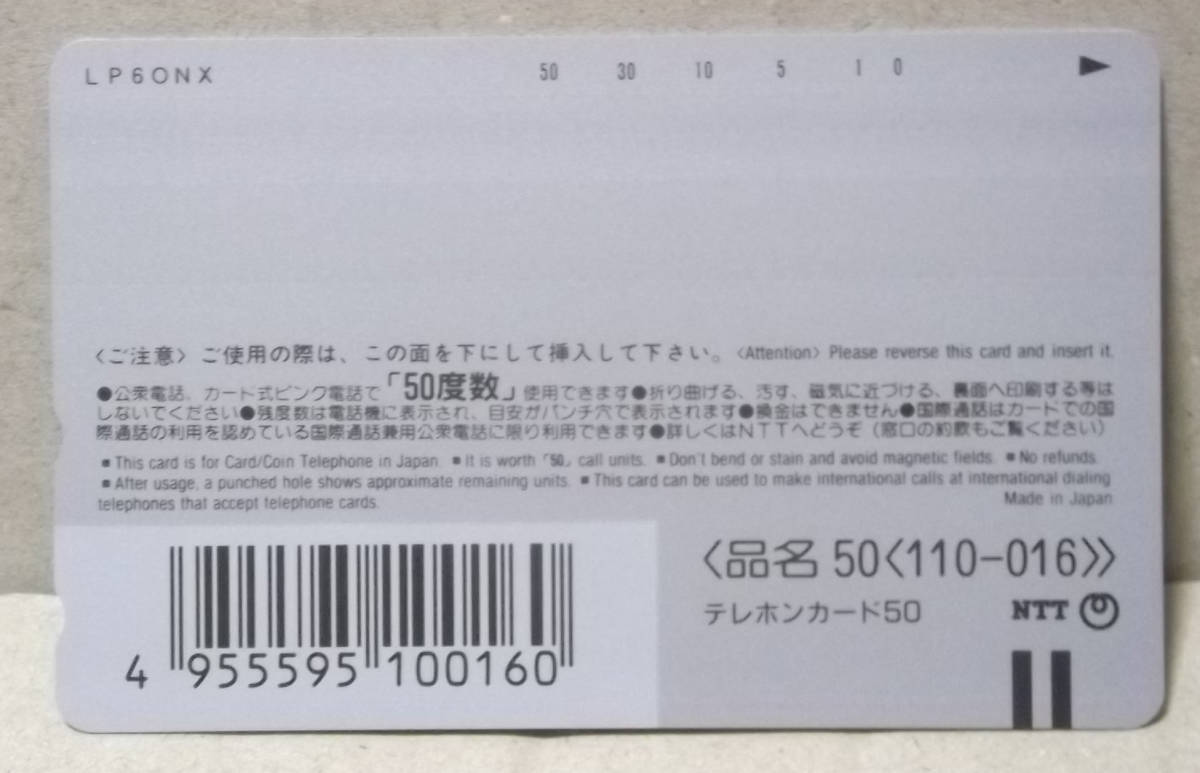 LP6ONX 50 30 10 5 1 0 ▶
〈ご注意〉ご使用の際は、この面を下にして挿入して下さい。〈Attention〉Please reverse this card and insert it.
●公衆電話、カード式ピンク電話で「50度数」使用できます●折り曲げる、汚す、磁気に近づける、裏面へ印刷する等は
しないでください●残度数は電話機に表示され、目安がパンチ穴で表示されます●換金はできません●国際通話はカードでの国
際通話の利用を認めている国際通話兼用公衆電話に限り利用できます●詳しくはNTTへどうぞ(窓口の約款もご覧ください)
■This card is for Card/Coin Telephone in Japan. ■It is worth「50」call units. ■Don't bend or stain and avoid magnetic fields. ■No refunds.
■After usage, a punched hole shows approximate remaining units. ■This card can be used to make international calls at international dialing
telephones that accept telephone cards. Made in Japan
〈品名 50〈110-016〉〉
テレホンカード50 NTT
4 955595 100160